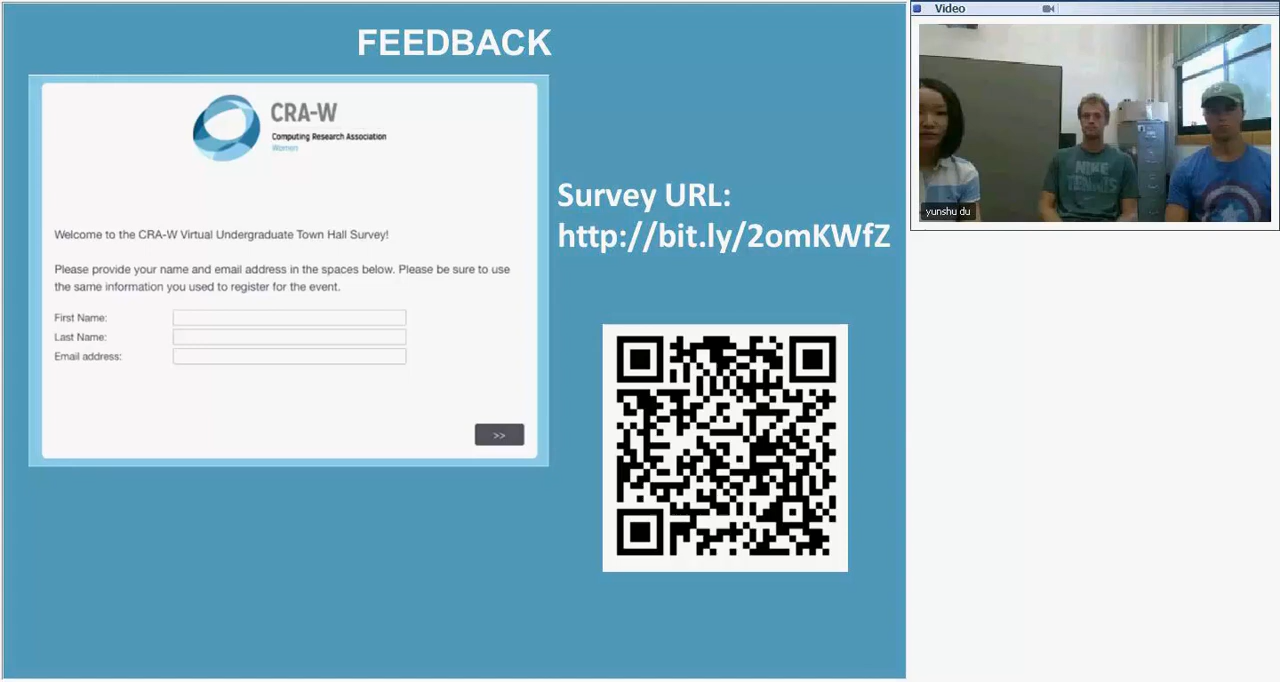 FEEDBACK
CRA-W
Computing Research Association
Women
Welcome to the CRA-W Virtual Undergraduate Town Hall Survey!
Please provide your name and email address in the spaces below. Please be sure to use
the same information you used to register for the event.
First Name:
Last Name:
Email address:
>>
Survey URL:
http://bit.ly/2omKWfZ
Video
NIKE
TENNIS
yunshu du